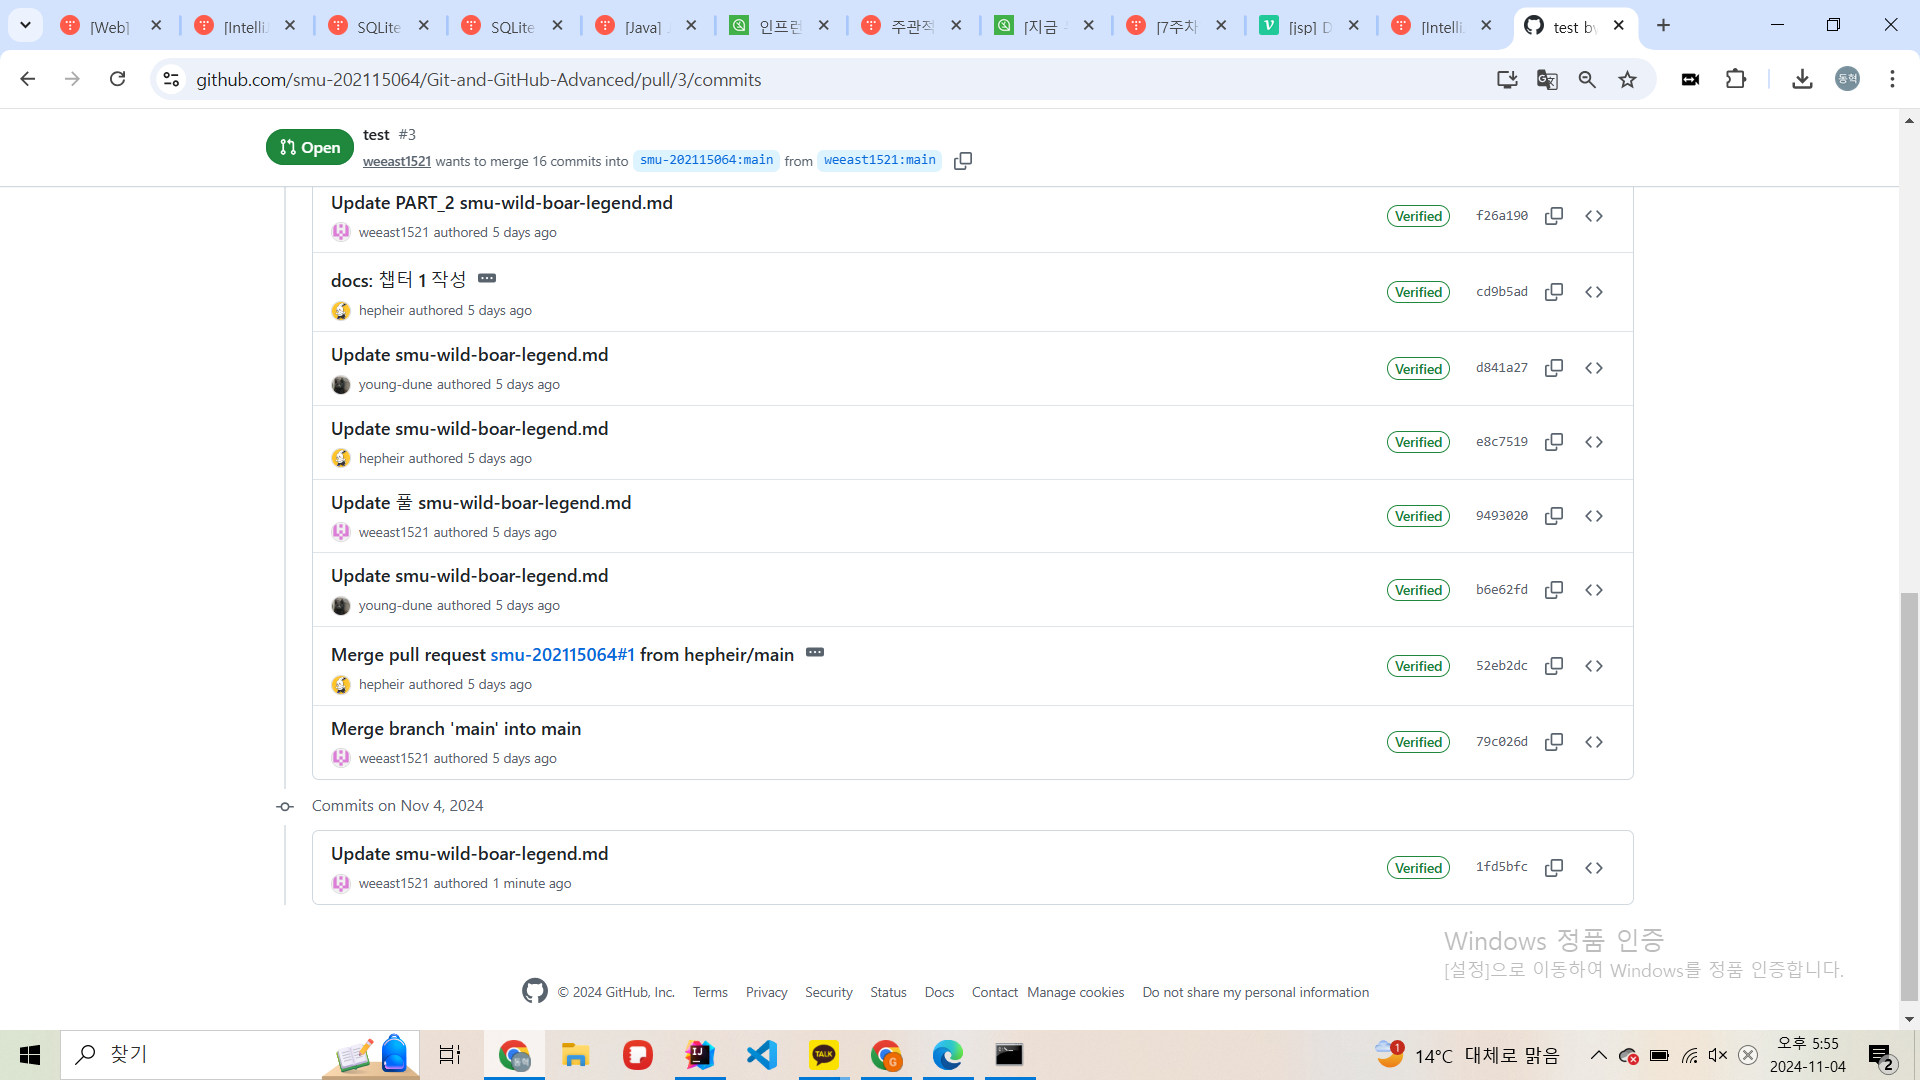 [Web]
[IntelliJ
SQLite
SQLite
[Java]
인프런
주관적
[지금
[7주차
[jsp] D
[IntelliJ
test by
github.com/smu-202115064/Git-and-GitHub-Advanced/pull/3/commits
동혁
Open
test #3
weeast1521 wants to merge 16 commits into smu-202115064:main from weeast1521:main
Update PART_2 smu-wild-boar-legend.md
weeast1521 authored 5 days ago
Verified f26a190
docs: 챕터 1 작성
hepheir authored 5 days ago
Verified cd9b5ad
Update smu-wild-boar-legend.md
young-dune authored 5 days ago
Verified d841a27
Update smu-wild-boar-legend.md
hepheir authored 5 days ago
Verified e8c7519
Update 풀 smu-wild-boar-legend.md
weeast1521 authored 5 days ago
Verified 9493020
Update smu-wild-boar-legend.md
young-dune authored 5 days ago
Verified b6e62fd
Merge pull request smu-202115064#1 from hepheir/main
hepheir authored 5 days ago
Verified 52eb2dc
Merge branch 'main' into main
weeast1521 authored 5 days ago
Verified 79c026d
Commits on Nov 4, 2024
Update smu-wild-boar-legend.md
weeast1521 authored 1 minute ago
Verified 1fd5bfc
Windows 정품 인증
[설정]으로 이동하여 Windows를 정품 인증합니다.
© 2024 GitHub, Inc. Terms Privacy Security Status Docs Contact Manage cookies Do not share my personal information
찾기
동혁
IJ
TALK
G
1
14°C 대체로 맑음
오후 5:55
2024-11-04
2